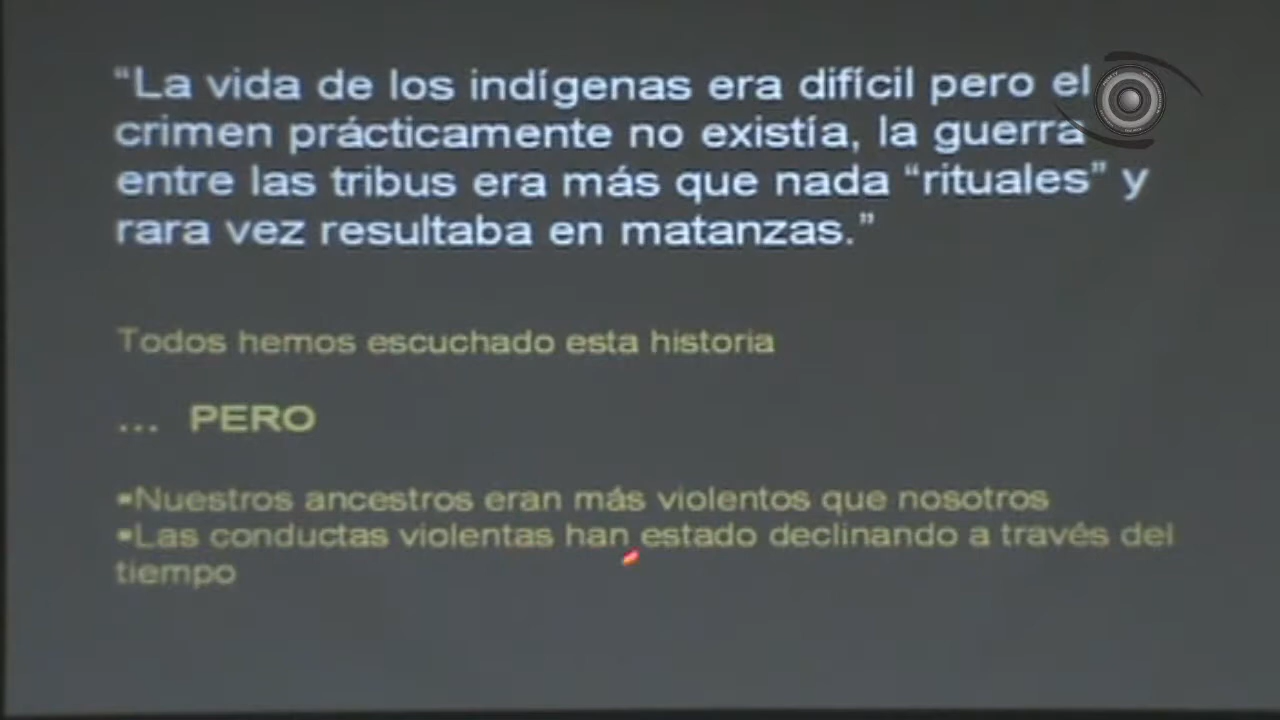 “La vida de los indígenas era difícil pero el
crimen prácticamente no existía, la guerra
entre las tribus era más que nada “rituales” y
rara vez resultaba en matanzas.”
Todos hemos escuchado esta historia
... PERO
▪Nuestros ancestros eran más violentos que nosotros
▪Las conductas violentas han estado declinando a través del
tiempo